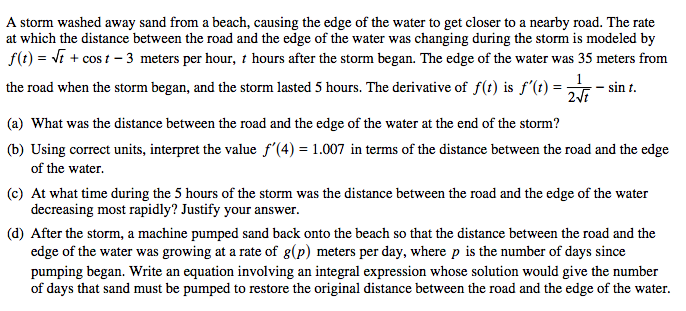 A storm washed away sand from a beach, causing the edge of the water to get closer to a nearby road. The rate
at which the distance between the road and the edge of the water was changing during the storm is modeled by
f(t) = √t + cos t − 3 meters per hour, t hours after the storm began. The edge of the water was 35 meters from
the road when the storm began, and the storm lasted 5 hours. The derivative of f(t) is f′(t) = 1/(2√t) − sin t.
(a) What was the distance between the road and the edge of the water at the end of the storm?
(b) Using correct units, interpret the value f′(4) = 1.007 in terms of the distance between the road and the edge
of the water.
(c) At what time during the 5 hours of the storm was the distance between the road and the edge of the water
decreasing most rapidly? Justify your answer.
(d) After the storm, a machine pumped sand back onto the beach so that the distance between the road and the
edge of the water was growing at a rate of g(p) meters per day, where p is the number of days since
pumping began. Write an equation involving an integral expression whose solution would give the number
of days that sand must be pumped to restore the original distance between the road and the edge of the water.